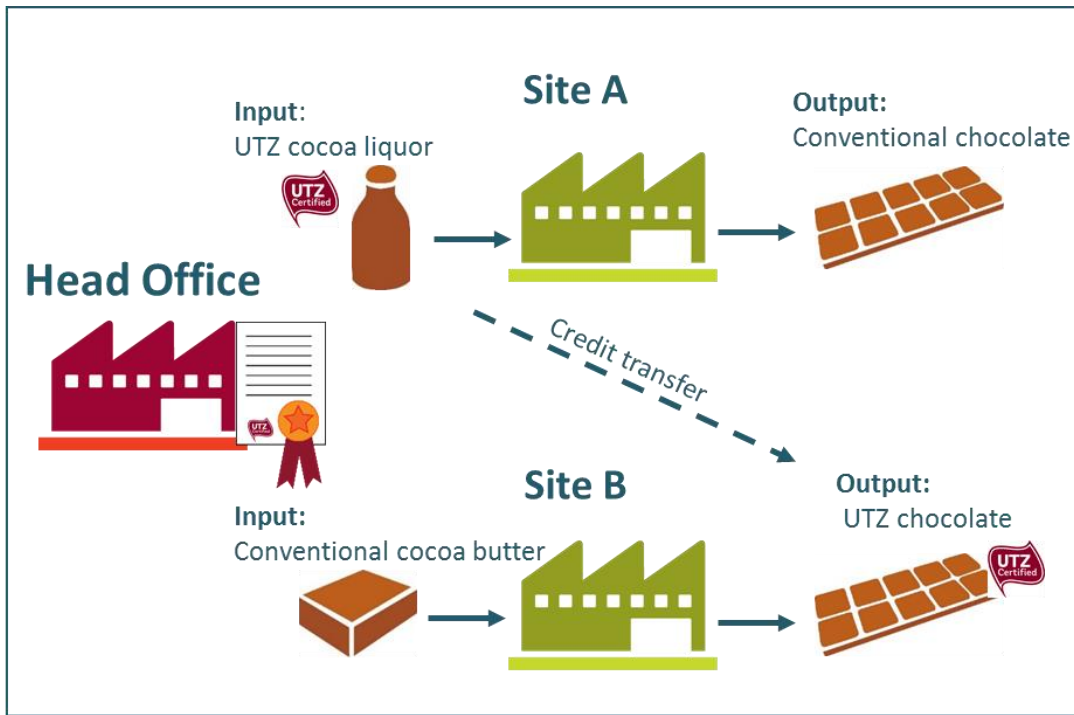 Site A
Input:
UTZ cocoa liquor
Output:
Conventional chocolate
UTZ
Certified
Head Office
UTZ
Credit transfer
Site B
Input:
Conventional cocoa butter
Output:
UTZ chocolate
UTZ
Certified